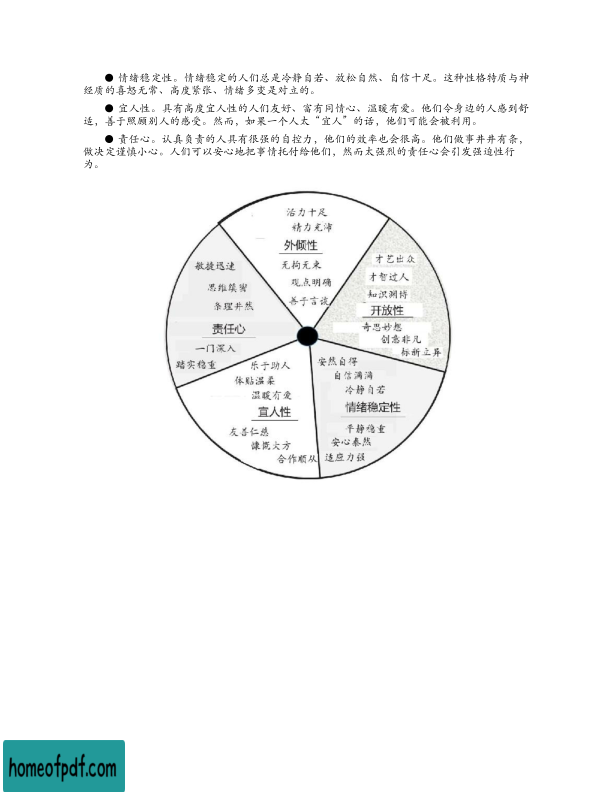 ● 情绪稳定性。情绪稳定的人们总是冷静自若、放松自然、自信十足。这种性格特质与神
经质的喜怒无常、高度紧张、情绪多变是对立的。
● 宜人性。具有高度宜人性的人们友好、富有同情心、温暖有爱。他们令身边的人感到舒
适，善于照顾别人的感受。然而，如果一个人太“宜人”的话，他们可能会被利用。
● 责任心。认真负责的人具有很强的自控力，他们的效率也会很高。他们做事井井有条，
做决定谨慎小心。人们可以安心地把事情托付给他们，然而太强烈的责任心会引发强迫性行
为。
活力十足
精力充沛
外倾性
无拘无束
观点明确
善于言谈
才艺出众
才智过人
知识渊博
开放性
奇思妙想
创意非凡
标新立异
安然自得
自信满满
冷静自若
情绪稳定性
平静稳重
安心泰然
适应力强
乐于助人
体贴温柔
温暖有爱
宜人性
友善仁慈
慷慨大方
合作顺从
敏捷迅速
思维缜密
条理井然
责任心
一门深入
踏实稳重
homeofpdf.com